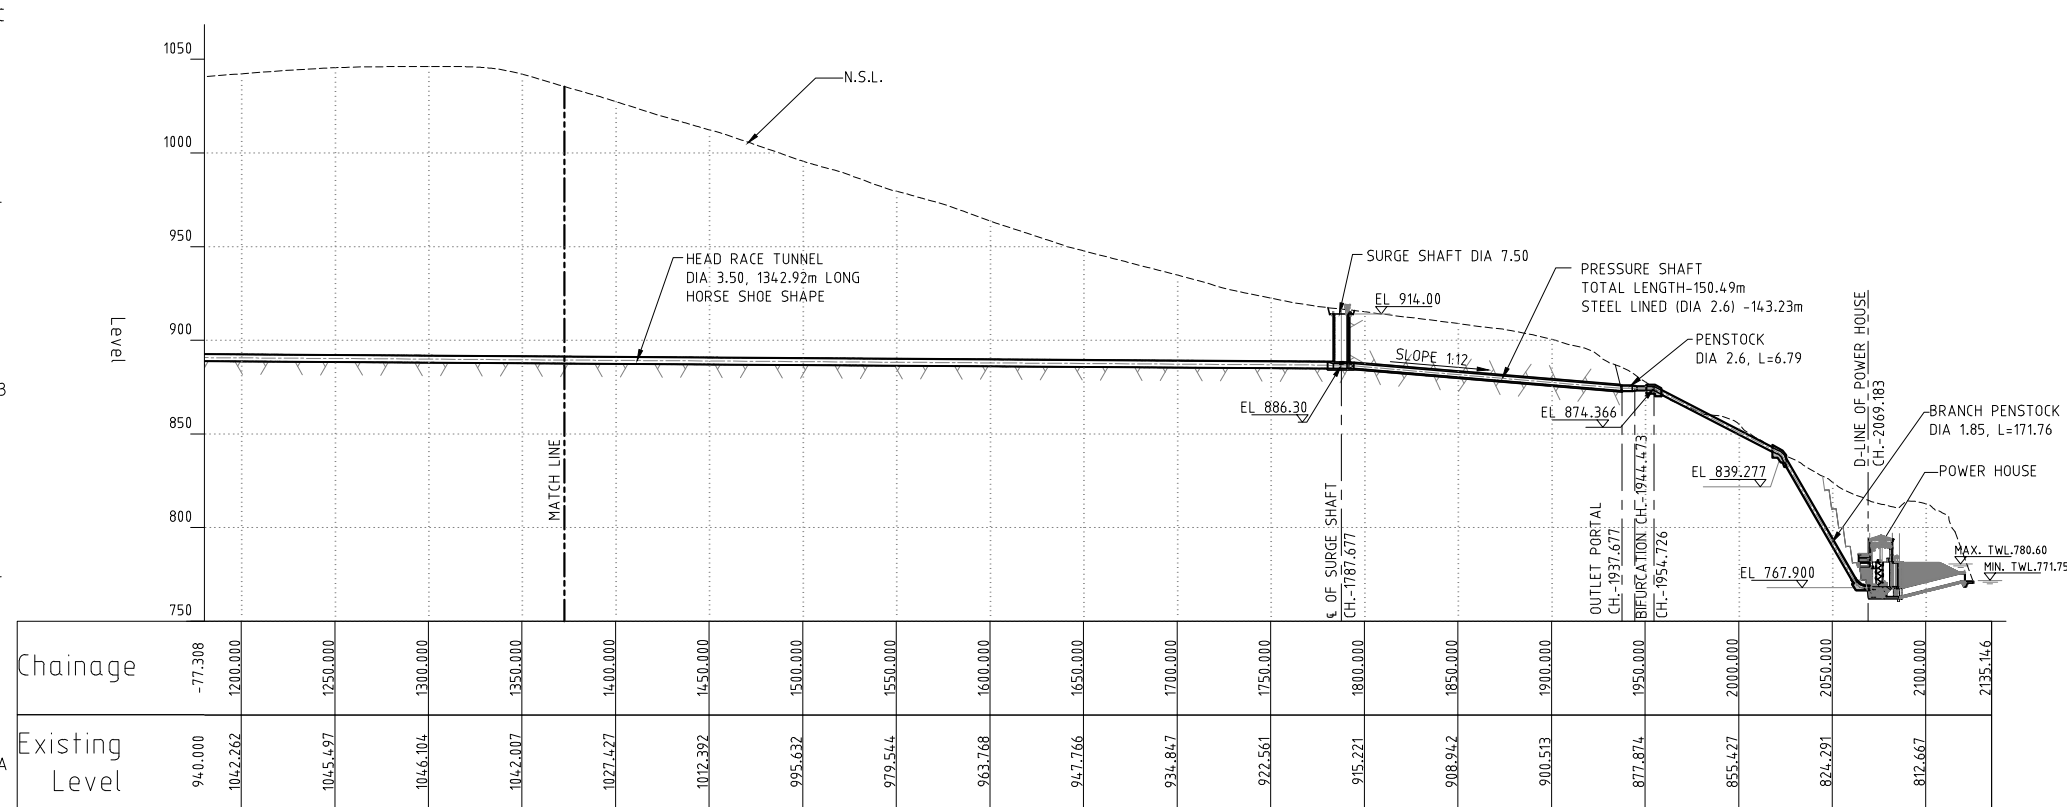 1050
N.S.L.
1000
950
HEAD RACE TUNNEL
DIA 3.50, 1342.92m LONG
HORSE SHOE SHAPE
SURGE SHAFT DIA 7.50
PRESSURE SHAFT
TOTAL LENGTH-150.49m
STEEL LINED (DIA 2.6) -143.23m
EL 914.00
900
Level
SLOPE 1:12
PENSTOCK
DIA 2.6, L=6.79
EL 886.30
EL 874.366
850
BRANCH PENSTOCK
DIA 1.85, L=171.76
POWER HOUSE
D-LINE OF POWER HOUSE
CH.-2069.183
EL 839.277
MATCH LINE
800
℄ OF SURGE SHAFT
CH.-1787.677
OUTLET PORTAL
CH.-1937.677
BIFURCATION CH.-1944.473
CH.-1954.726
EL 767.900
MAX. TWL.780.60
MIN. TWL.771.75
750
B
A
Chainage
-77.308
1200.000
1250.000
1300.000
1350.000
1400.000
1450.000
1500.000
1550.000
1600.000
1650.000
1700.000
1750.000
1800.000
1850.000
1900.000
1950.000
2000.000
2050.000
2100.000
2135.146
Existing
Level
940.000
1042.262
1045.497
1046.104
1042.007
1027.427
1012.392
995.632
979.544
963.768
947.766
934.847
922.561
915.221
908.942
900.513
877.874
855.427
824.291
812.667